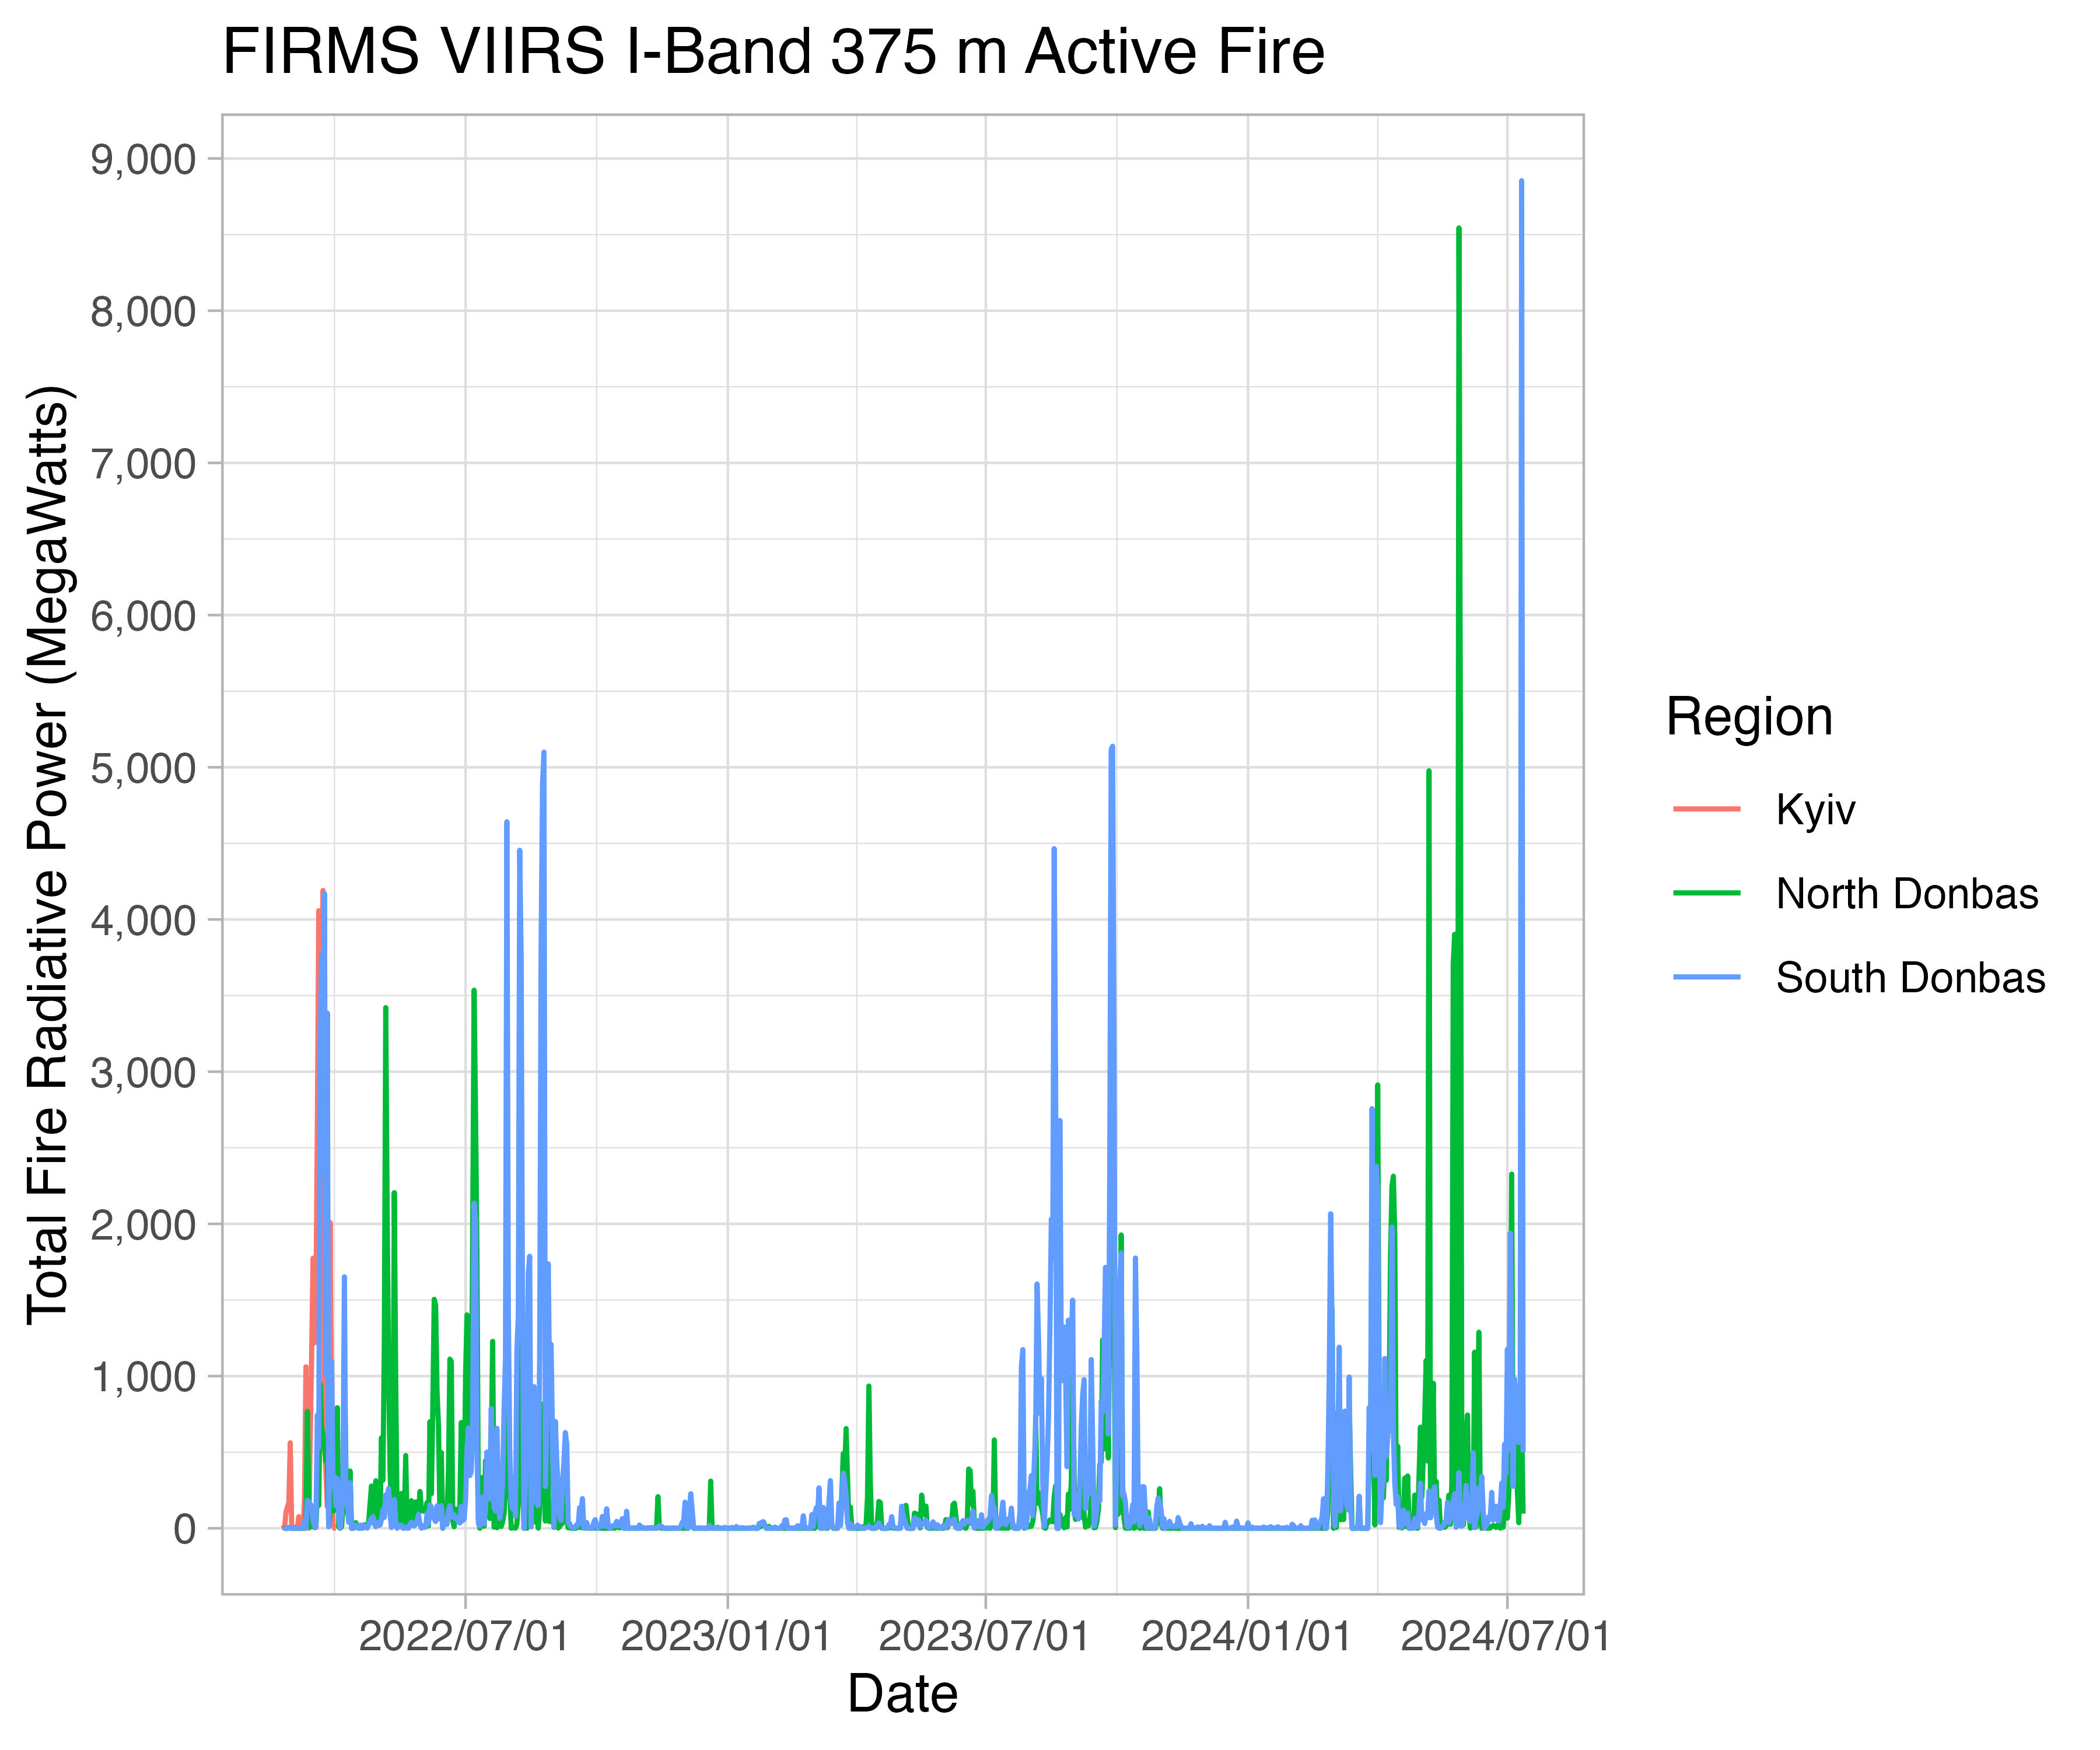 FIRMS VIIRS I-Band 375 m Active Fire
Total Fire Radiative Power (MegaWatts)
9,000
8,000
7,000
6,000
5,000
4,000
3,000
2,000
1,000
0
2022/07/01
2023/01/01
2023/07/01
2024/01/01
2024/07/01
Date
Region
Kyiv
North Donbas
South Donbas